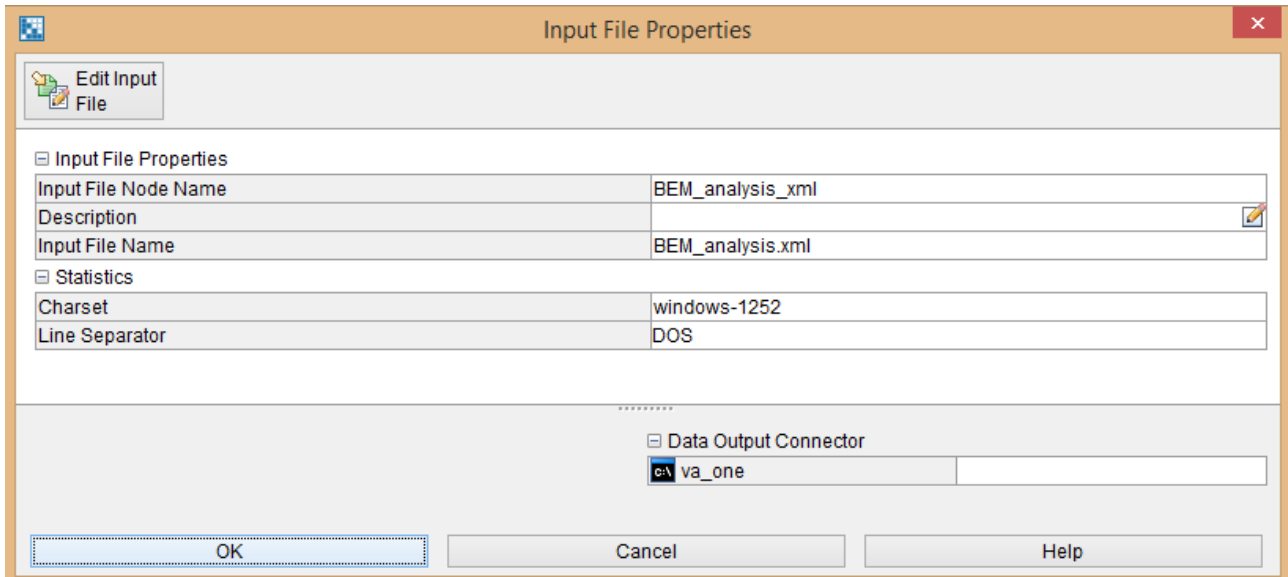 Input File Properties
Edit Input
File
Input File Properties
Input File Node Name BEM_analysis_xml
Description
Input File Name BEM_analysis.xml
Statistics
Charset windows-1252
Line Separator DOS
Data Output Connector
C:\ va_one
OK Cancel Help